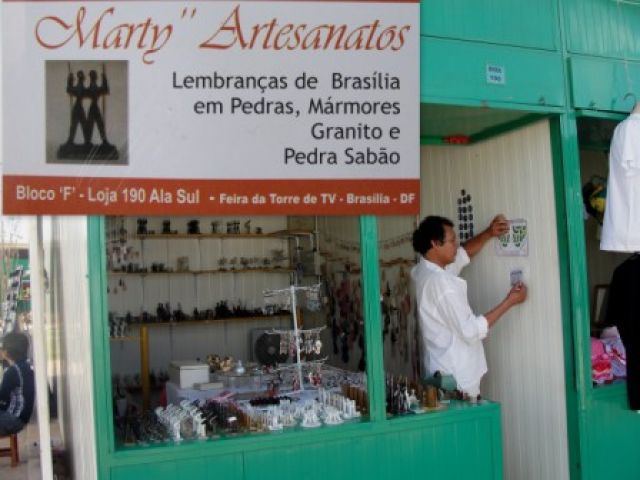 Marty" Artesanatos
Lembranças de Brasília
em Pedras, Mármores
Granito e
Pedra Sabão
Bloco 'F' - Loja 190 Ala Sul - Feira da Torre de TV - Brasília - DF